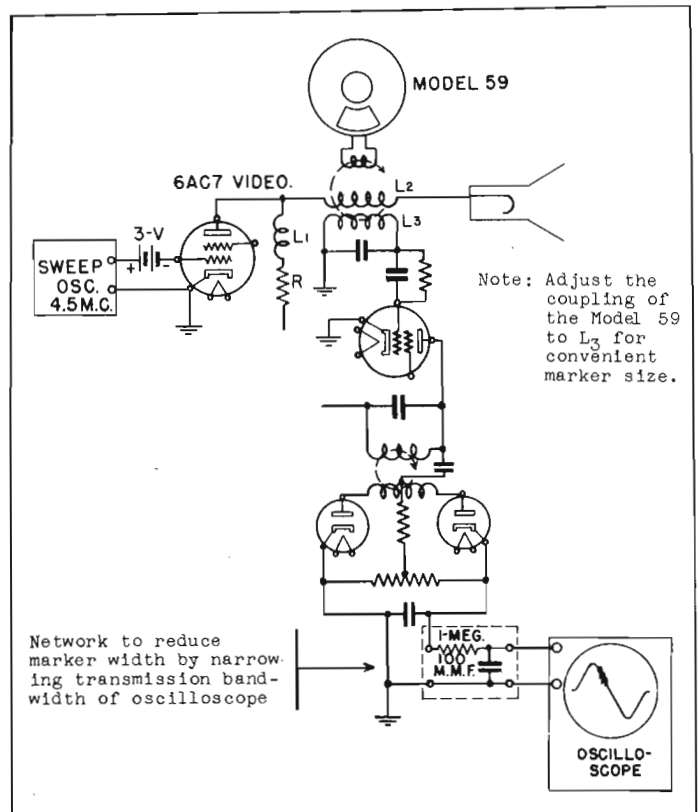 MODEL 59
6AC7 VIDEO.
L2
L3
3-V
+ -
L1
R
SWEEP
OSC.
4.5M.C.
Note: Adjust the
coupling of
the Model 59
to L3 for
convenient
marker size.
Network to reduce
marker width by narrow-
ing transmission band-
width of oscilloscope
1-MEG.
100
M.M.F.
OSCILLO-
SCOPE